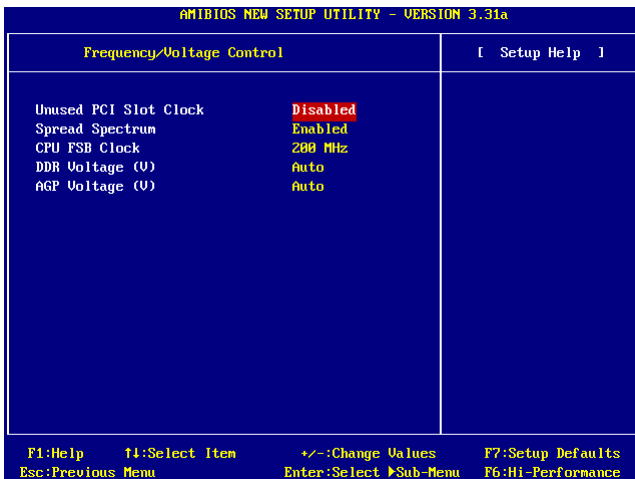 AMIBIOS NEW SETUP UTILITY - VERSION 3.31a
Frequency/Voltage Control
[ Setup Help ]
Unused PCI Slot Clock Disabled
Spread Spectrum Enabled
CPU FSB Clock 200 MHz
DDR Voltage (V) Auto
AGP Voltage (V) Auto
F1:Help ↑↓:Select Item +/-:Change Values F7:Setup Defaults
Esc:Previous Menu Enter:Select ▶Sub-Menu F6:Hi-Performance